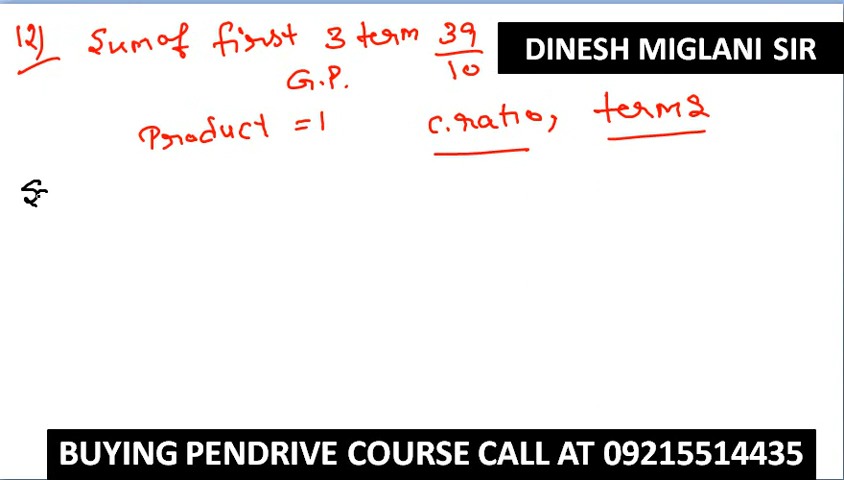 12) Sum of first 3 term 39/10
DINESH MIGLANI SIR
G.P.
Product = 1 c.ratio, terms
BUYING PENDRIVE COURSE CALL AT 09215514435